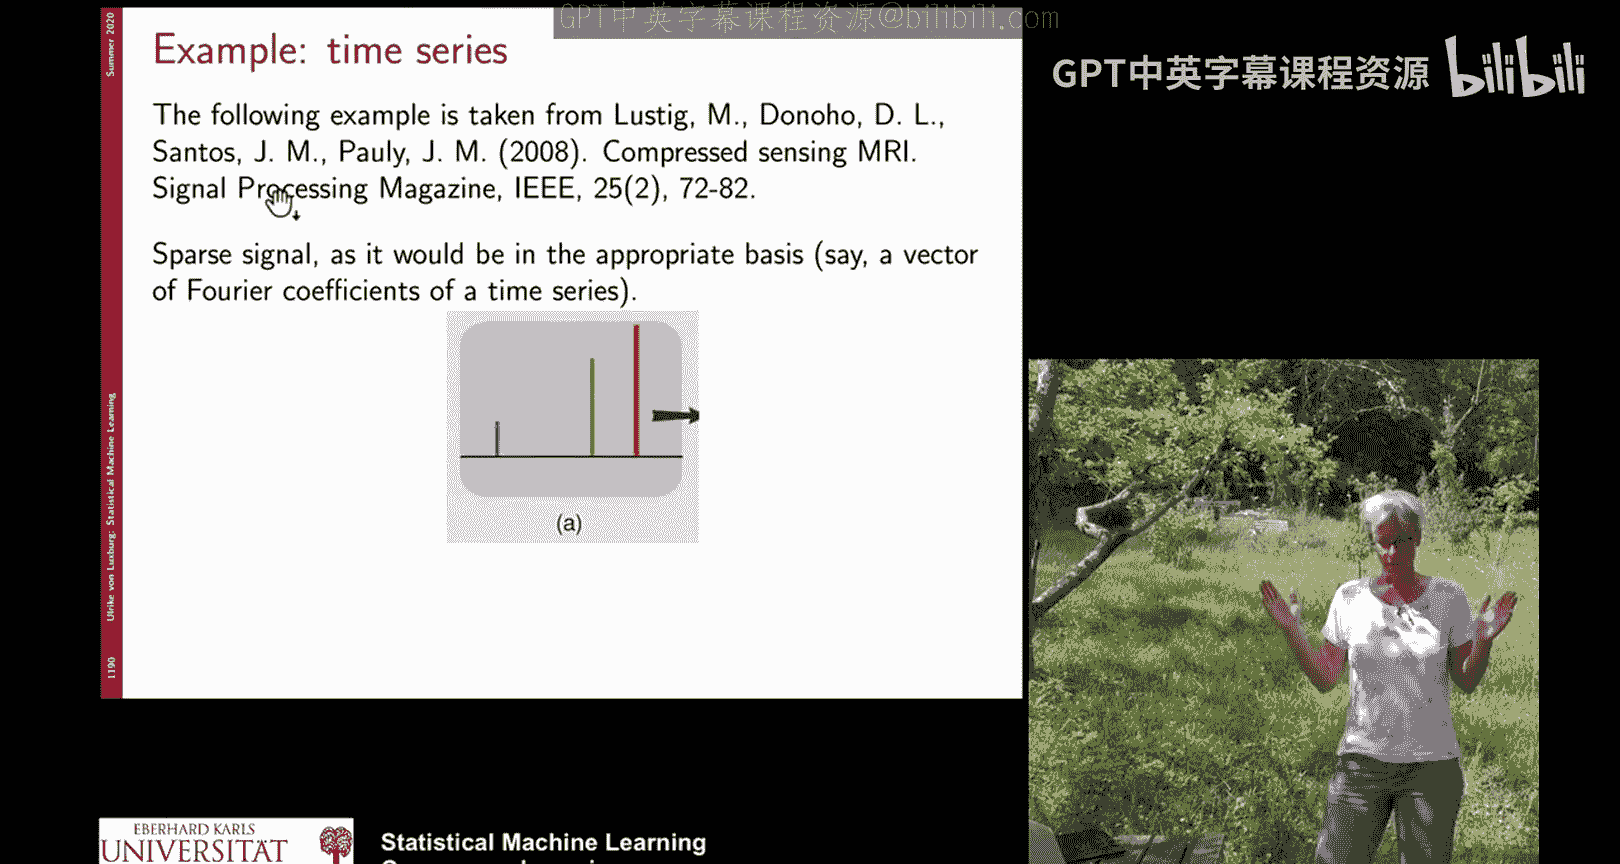 GPT中英字幕课程资源@bilibili.com
GPT中英字幕课程资源 bilibili
Summer 2020
Example: time series
The following example is taken from Lustig, M., Donoho, D. L.,
Santos, J. M., Pauly, J. M. (2008). Compressed sensing MRI.
Signal Processing Magazine, IEEE, 25(2), 72-82.
Sparse signal, as it would be in the appropriate basis (say, a vector
of Fourier coefficients of a time series).
(a)
Ulrike von Luxburg: Statistical Machine Learning
1190
EBERHARD KARLS
UNIVERSITÄT
Statistical Machine Learning